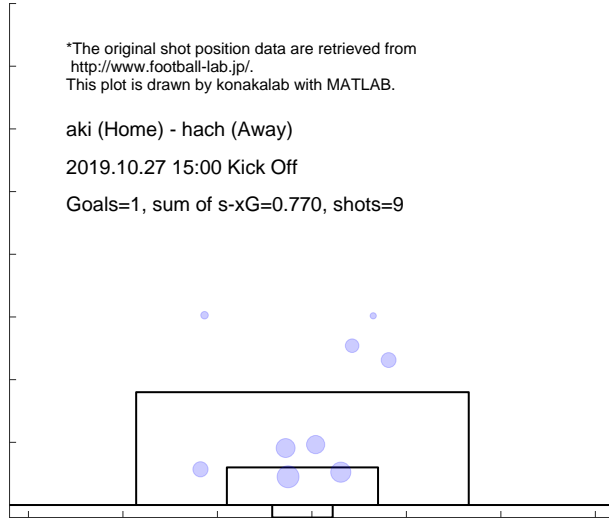 *The original shot position data are retrieved from
http://www.football-lab.jp/.
This plot is drawn by konakalab with MATLAB.
aki (Home) - hach (Away)
2019.10.27 15:00 Kick Off
Goals=1, sum of s-xG=0.770, shots=9